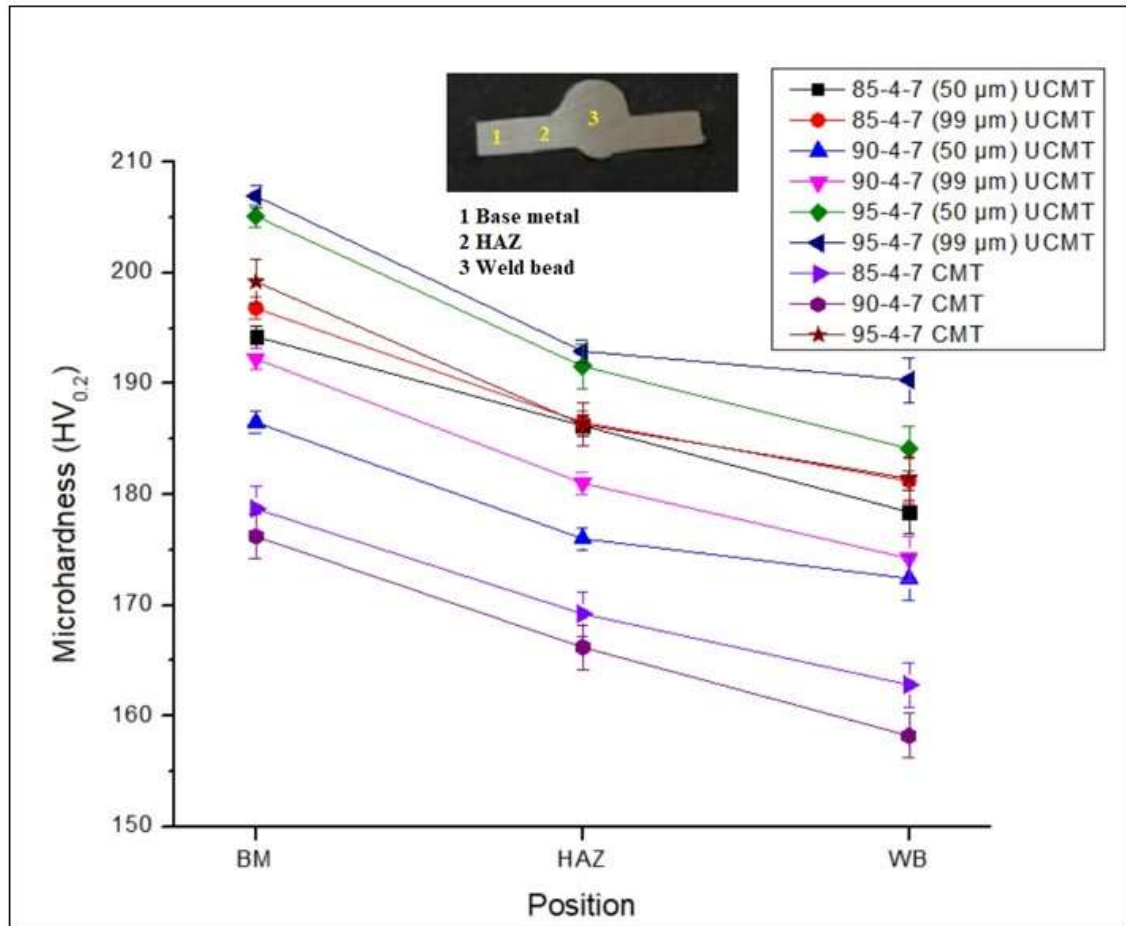 85-4-7 (50 µm) UCMT
85-4-7 (99 µm) UCMT
90-4-7 (50 µm) UCMT
90-4-7 (99 µm) UCMT
95-4-7 (50 µm) UCMT
95-4-7 (99 µm) UCMT
85-4-7 CMT
90-4-7 CMT
95-4-7 CMT
1 2 3
1 Base metal
2 HAZ
3 Weld bead
210
200
190
180
170
160
150
Microhardness (HV0.2)
BM HAZ WB
Position